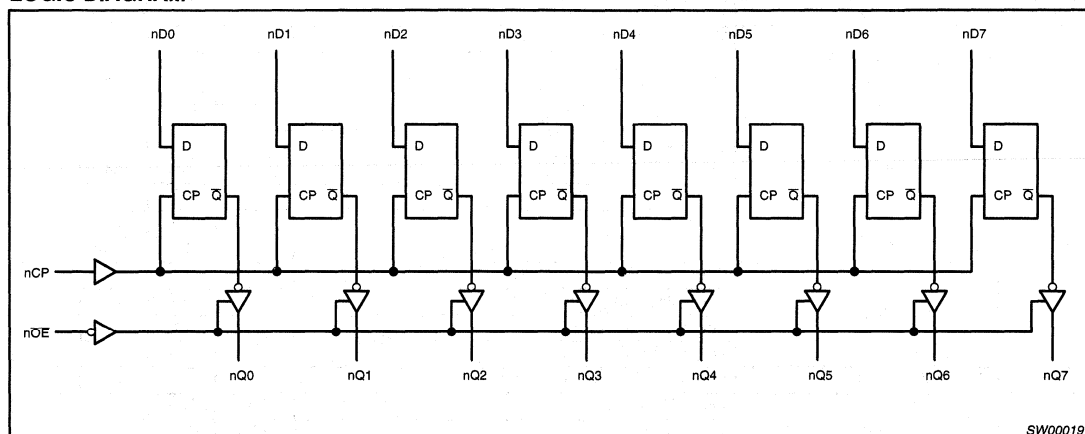 LOGIC DIAGRAM
nD0 nD1 nD2 nD3 nD4 nD5 nD6 nD7
D D D D D D D D
CP Q̅ CP Q̅ CP Q̅ CP Q̅ CP Q̅ CP Q̅ CP Q̅ CP Q̅
nCP
nO̅E̅
nQ0 nQ1 nQ2 nQ3 nQ4 nQ5 nQ6 nQ7
SW00019